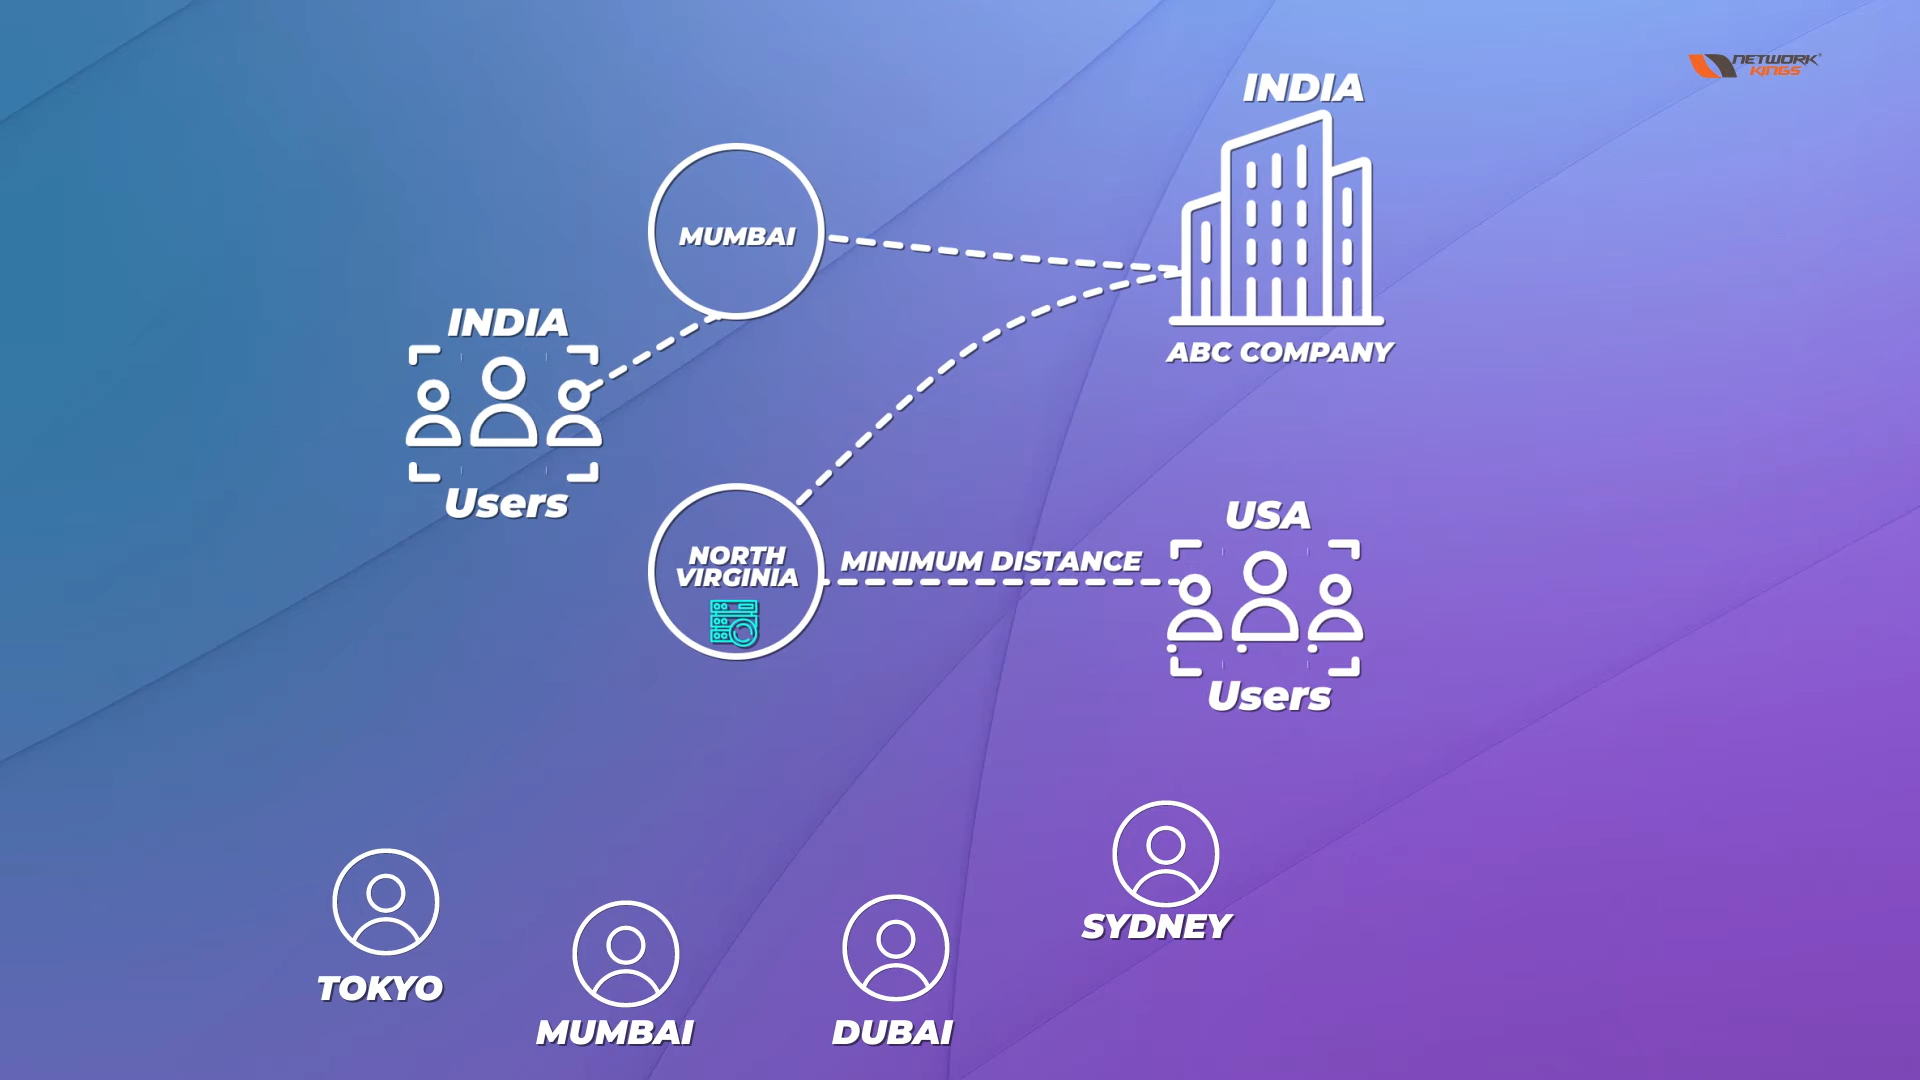 NETWORK
KINGS
INDIA
MUMBAI
INDIA
ABC COMPANY
Users
USA
NORTH
VIRGINIA
MINIMUM DISTANCE
Users
SYDNEY
TOKYO
MUMBAI
DUBAI